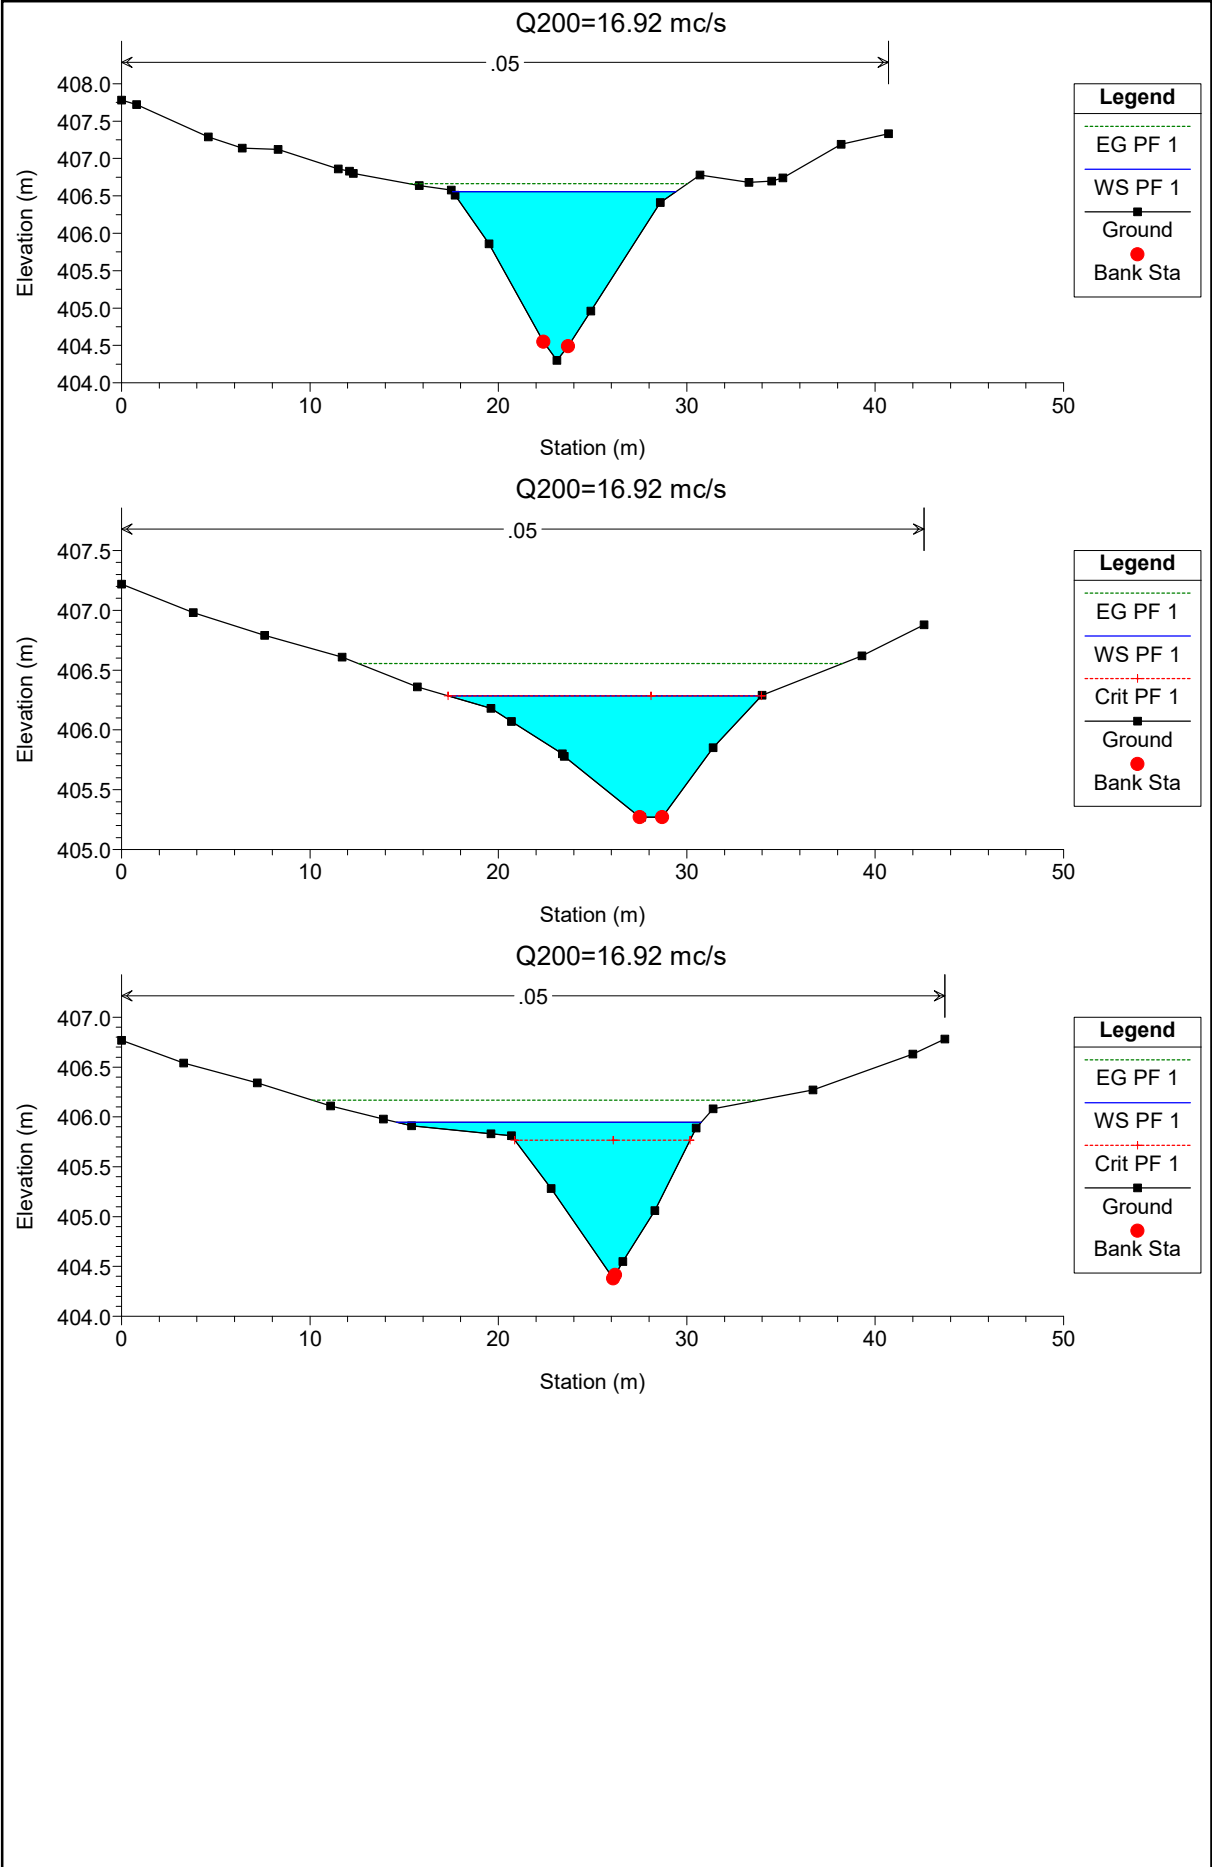 Q200=16.92 mc/s
.05
408.0
407.5
407.0
406.5
406.0
405.5
405.0
404.5
404.0
Elevation (m)
0 10 20 30 40 50
Station (m)
Legend
EG PF 1
WS PF 1
Ground
Bank Sta
Q200=16.92 mc/s
.05
407.5
407.0
406.5
406.0
405.5
405.0
Elevation (m)
0 10 20 30 40 50
Station (m)
Legend
EG PF 1
WS PF 1
Crit PF 1
Ground
Bank Sta
Q200=16.92 mc/s
.05
407.0
406.5
406.0
405.5
405.0
404.5
404.0
Elevation (m)
0 10 20 30 40 50
Station (m)
Legend
EG PF 1
WS PF 1
Crit PF 1
Ground
Bank Sta